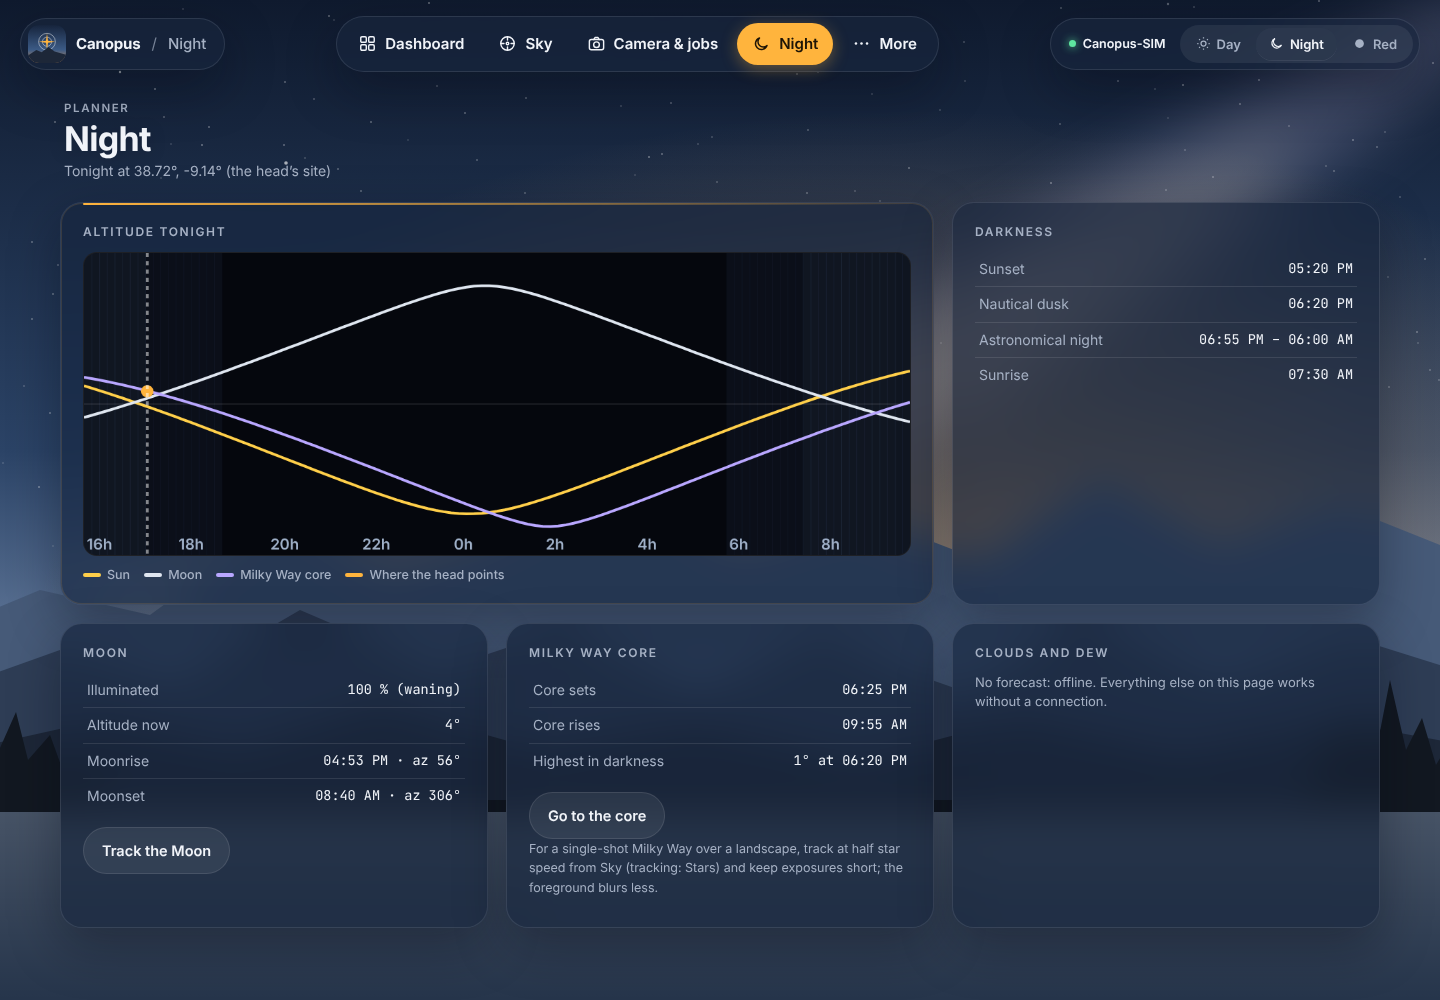 Canopus / Night
Dashboard
Sky
Camera & jobs
Night
More
Canopus-SIM
Day
Night
Red
PLANNER
Night
Tonight at 38.72°, -9.14° (the head's site)
ALTITUDE TONIGHT
16h 18h 20h 22h 0h 2h 4h 6h 8h
Sun Moon Milky Way core Where the head points
DARKNESS
Sunset 05:20 PM
Nautical dusk 06:20 PM
Astronomical night 06:55 PM – 06:00 AM
Sunrise 07:30 AM
MOON
Illuminated 100 % (waning)
Altitude now 4°
Moonrise 04:53 PM · az 56°
Moonset 08:40 AM · az 306°
Track the Moon
MILKY WAY CORE
Core sets 06:25 PM
Core rises 09:55 AM
Highest in darkness 1° at 06:20 PM
Go to the core
For a single-shot Milky Way over a landscape, track at half star
speed from Sky (tracking: Stars) and keep exposures short; the
foreground blurs less.
CLOUDS AND DEW
No forecast: offline. Everything else on this page works
without a connection.